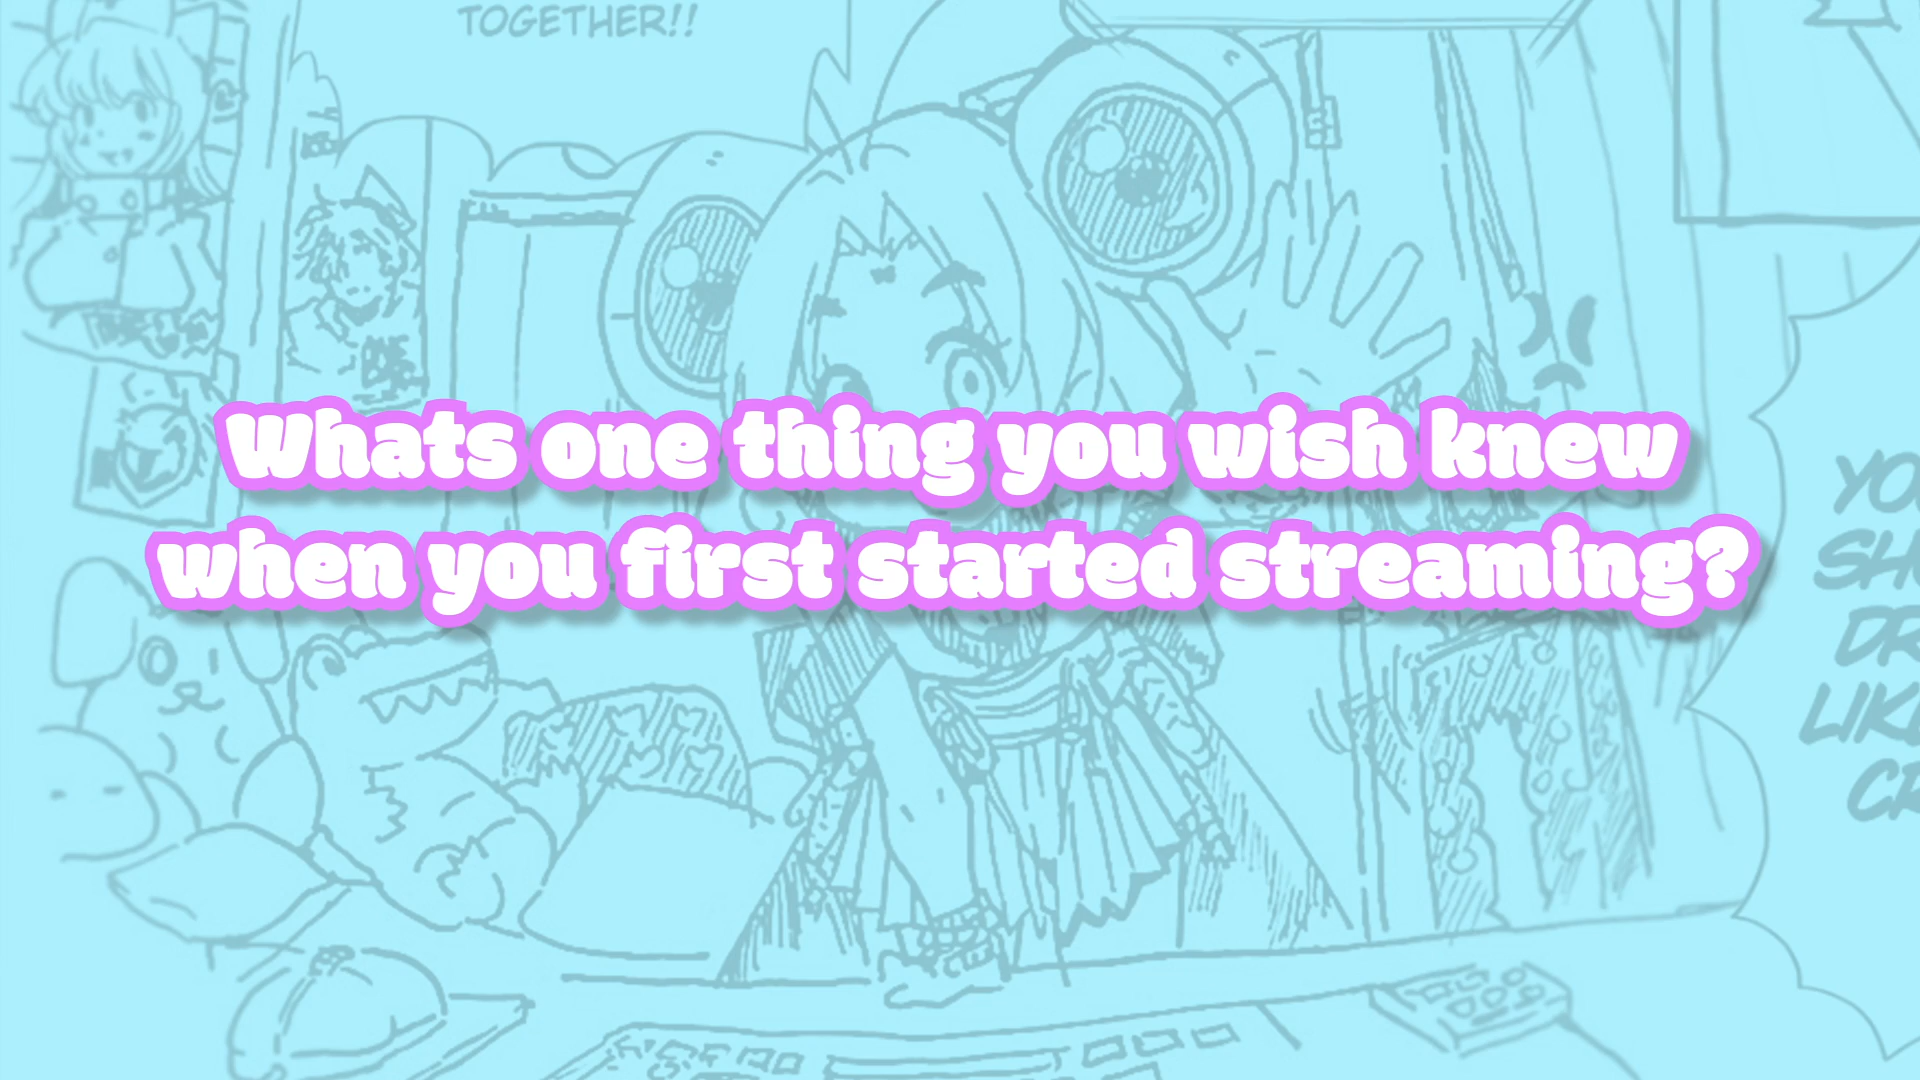 TOGETHER!!
Whats one thing you wish knew
when you first started streaming?